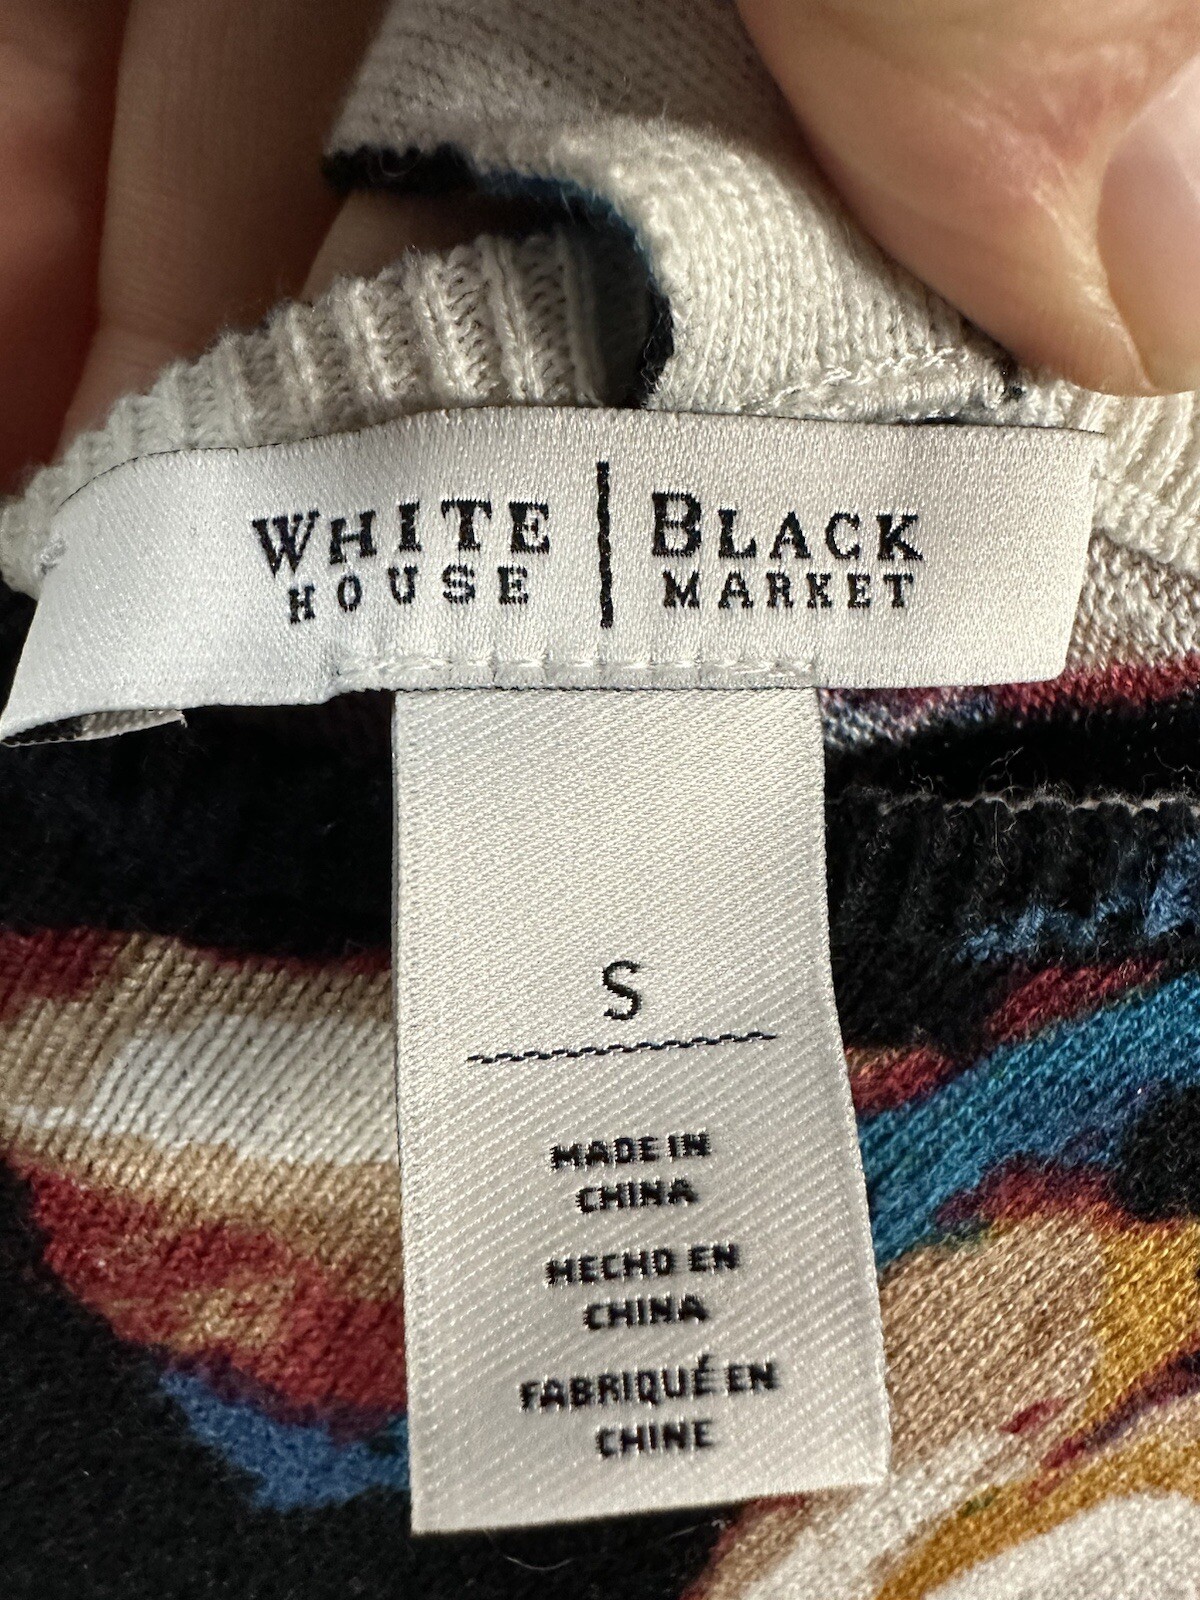 WHITE | BLACK
HOUSE | MARKET
S
MADE IN
CHINA
HECHO EN
CHINA
FABRIQUÉ EN
CHINE